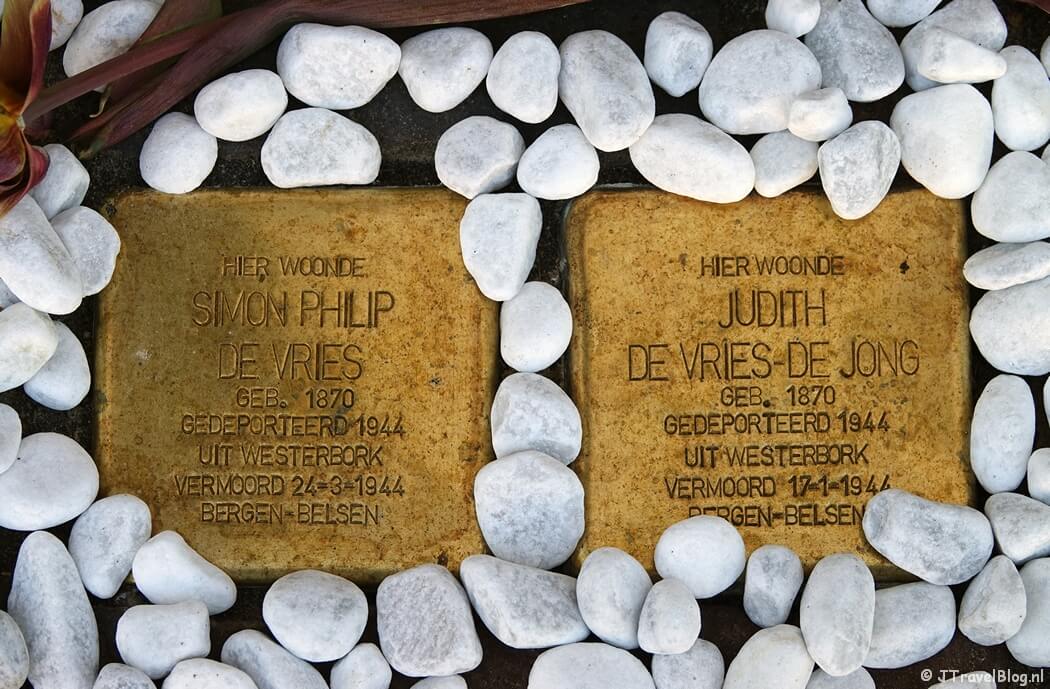 HIER WOONDE
SIMON PHILIP
DE VRIES
GEB. 1870
GEDEPORTEERD 1944
UIT WESTERBORK
VERMOORD 24-3-1944
BERGEN-BELSEN
HIER WOONDE
JUDITH
DE VRIES-DE JONG
GEB. 1870
GEDEPORTEERD 1944
UIT WESTERBORK
VERMOORD 17-1-1944
BERGEN-BELSEN
© JTravelBlog.nl